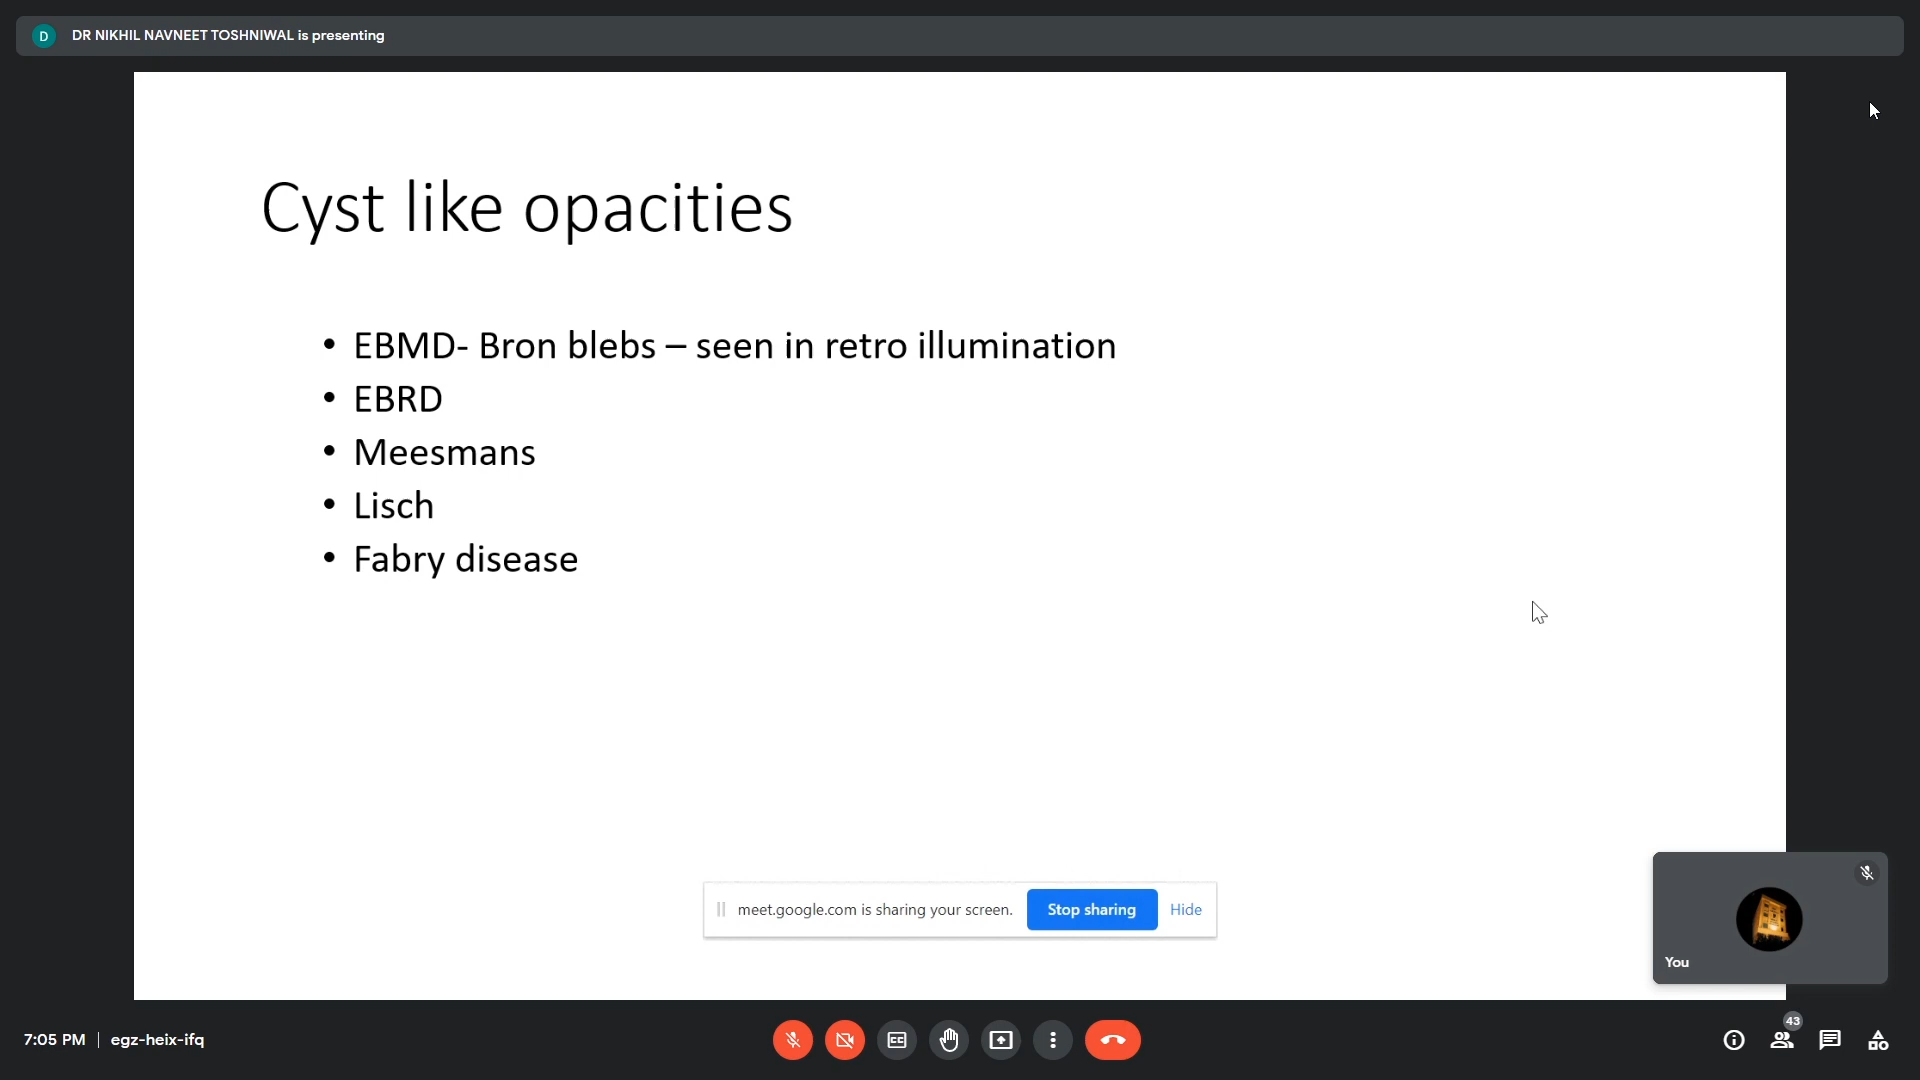 D DR NIKHIL NAVNEET TOSHNIWAL is presenting
Cyst like opacities
• EBMD- Bron blebs – seen in retro illumination
• EBRD
• Meesmans
• Lisch
• Fabry disease
meet.google.com is sharing your screen. Stop sharing Hide
You
7:05 PM | egz-heix-ifq
CC
43